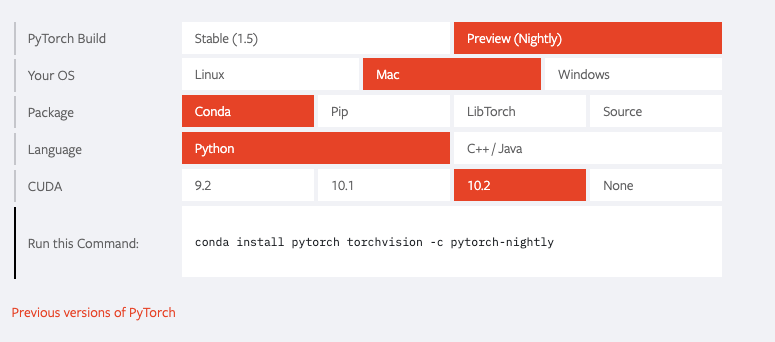 PyTorch Build Stable (1.5) Preview (Nightly)
Your OS Linux Mac Windows
Package Conda Pip LibTorch Source
Language Python C++ / Java
CUDA 9.2 10.1 10.2 None
Run this Command: conda install pytorch torchvision -c pytorch-nightly
Previous versions of PyTorch